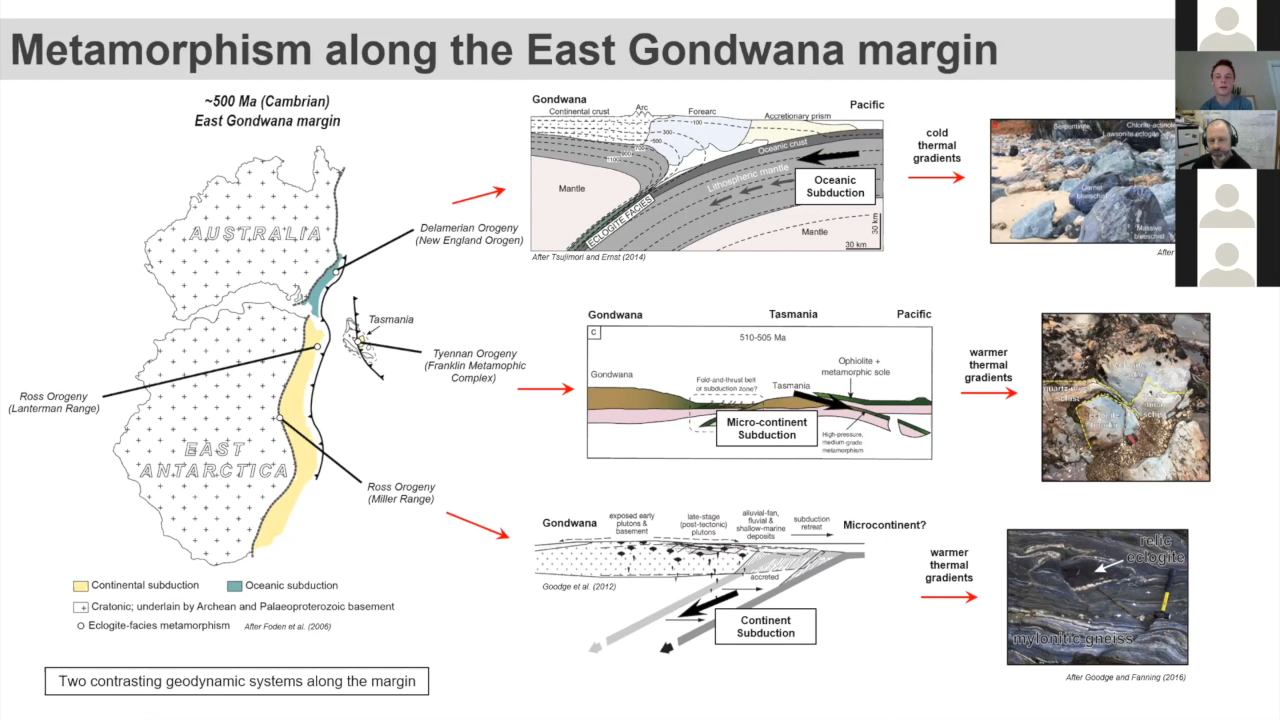 Metamorphism along the East Gondwana margin
~500 Ma (Cambrian)
East Gondwana margin
AUSTRALIA
EAST
ANTARCTICA
Delamerian Orogeny
(New England Orogen)
Tasmania
Tyennan Orogeny
(Franklin Metamophic
Complex)
Ross Orogeny
(Lanterman Range)
Ross Orogeny
(Miller Range)
Continental subduction
Oceanic subduction
Cratonic; underlain by Archean and Palaeoproterozoic basement
Eclogite-facies metamorphism
After Foden et al. (2006)
Two contrasting geodynamic systems along the margin
Gondwana
Pacific
Continental crust
Arc
Forearc
Accretionary prism
Oceanic crust
Lithospheric mantle
Mantle
ECLOGITE FACIES
Oceanic
Subduction
Mantle
30 km
30 km
After Tsujimori and Ernst (2014)
cold
thermal
gradients
Serpentinite
Lawsonite eclogite
Garnet
blueschist
Massive
blueschist
After
Gondwana
Tasmania
Pacific
C
510-505 Ma
Gondwana
Fold-and-thrust belt
or subduction zone?
Tasmania
Ophiolite +
metamorphic sole
Micro-continent
Subduction
High-pressure,
medium grade
metamorphism
warmer
thermal
gradients
Gondwana
exposed early
plutons &
basement
late-stage
(post-tectonic)
plutons
alluvial-fan,
fluvial &
shallow-marine
deposits
subduction
retreat
Microcontinent?
accreted
Goodge et al. (2012)
Continent
Subduction
warmer
thermal
gradients
relic
eclogite
mylonitic gneiss
After Goodge and Fanning (2016)